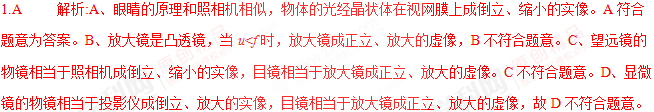 1.A 解析:A、眼睛的原理和照相机相似，物体的光经晶状体在视网膜上成倒立、缩小的实像。A 符合
题意为答案。B、放大镜是凸透镜，当 u<f 时，放大镜成正立、放大的虚像，B 不符合题意。C、望远镜的
物镜相当于照相机成倒立、缩小的实像，目镜相当于放大镜成正立、放大的虚像。C 不符合题意。D、显微
镜的物镜相当于投影仪成倒立、放大的实像，目镜相当于放大镜成正立、放大的虚像，故 D 不符合题意。